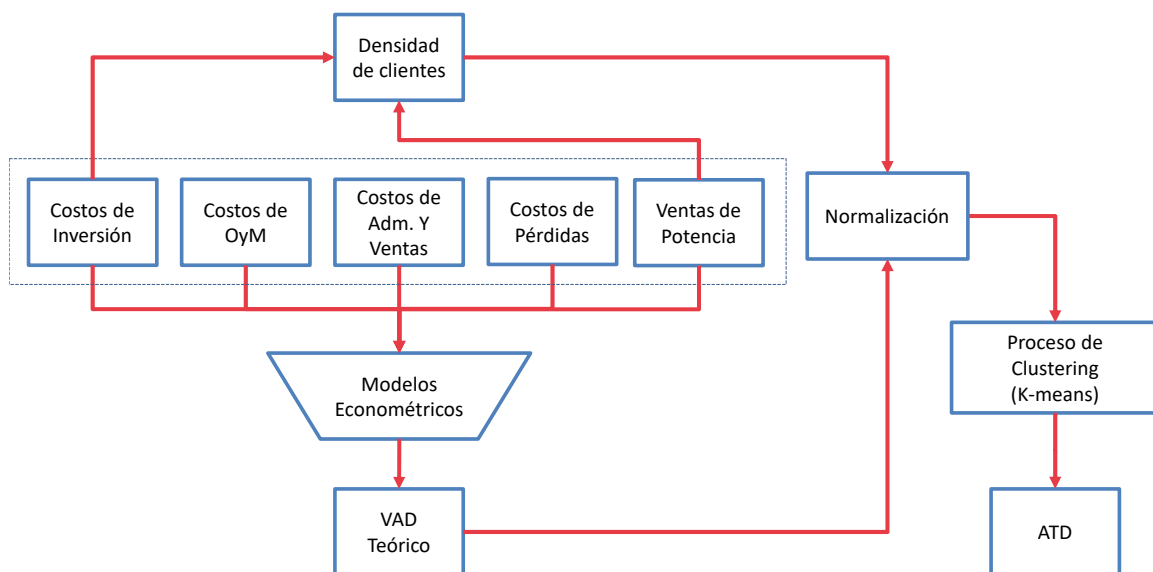 Densidad
de clientes
Costos de
Inversión
Costos de
OyM
Costos de
Adm. Y
Ventas
Costos de
Pérdidas
Ventas de
Potencia
Normalización
Modelos
Econométricos
Proceso de
Clustering
(K-means)
VAD
Teórico
ATD